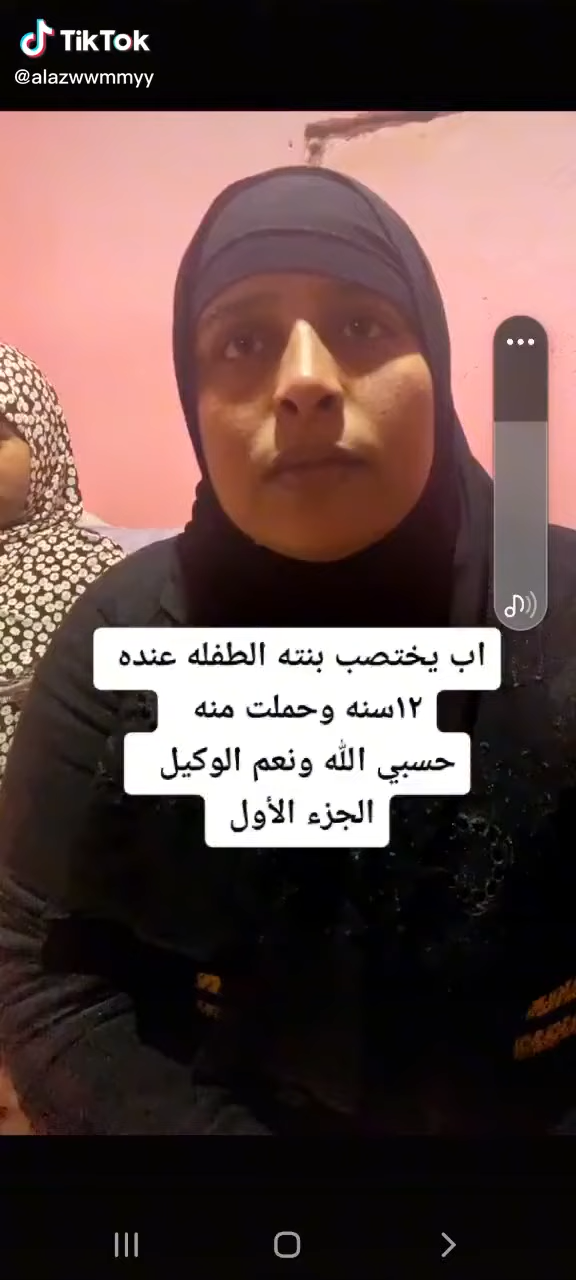 TikTok
@alazwwmmyy
اب يختصب بنته الطفله عنده
١٢سنه وحملت منه
حسبي الله ونعم الوكيل
الجزء الأول